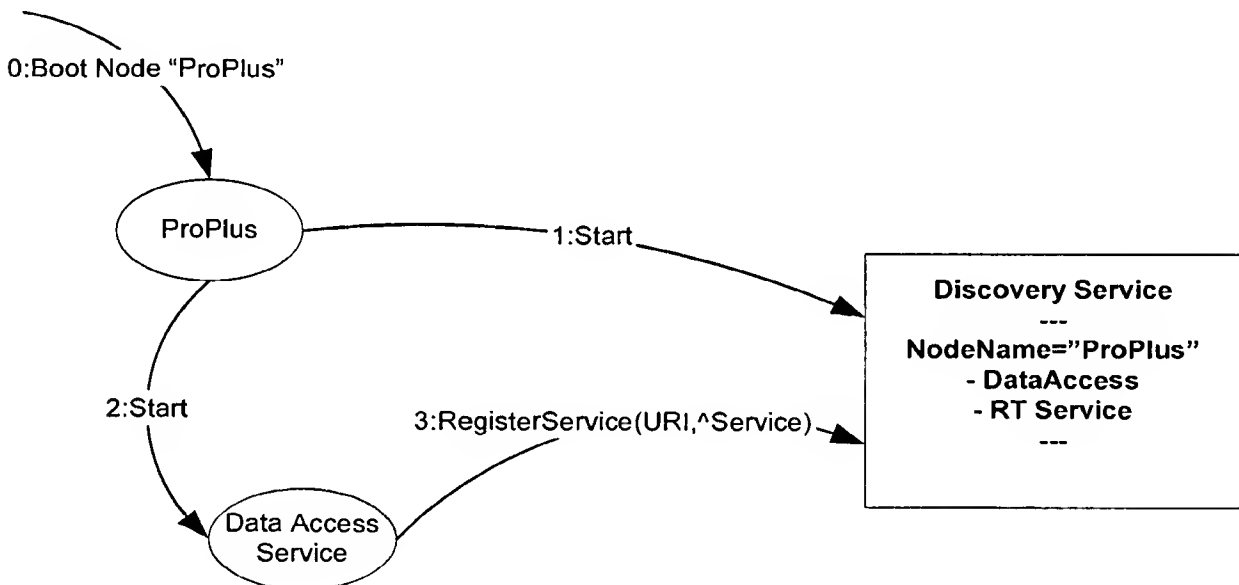 0:Boot Node “ProPlus”
ProPlus
1:Start
Discovery Service
---
NodeName=”ProPlus”
- DataAccess
- RT Service
---
2:Start
3:RegisterService(URI,^Service)
Data Access
Service